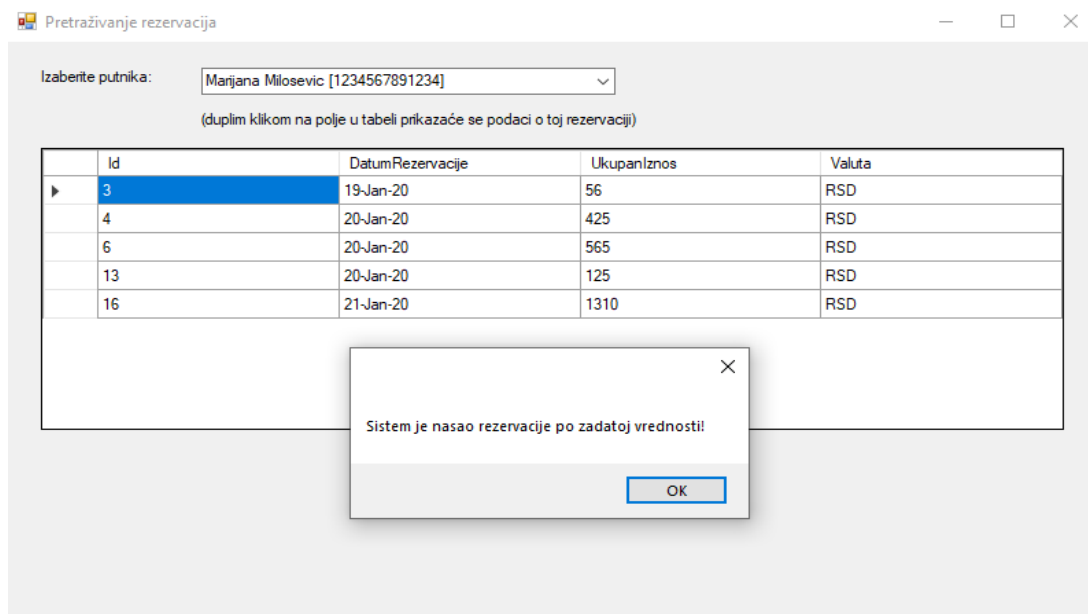 Pretraživanje rezervacija
Izaberite putnika: Marijana Milosevic [1234567891234]
(duplim klikom na polje u tabeli prikazaće se podaci o toj rezervaciji)
Id DatumRezervacije UkupanIznos Valuta
3 19-Jan-20 56 RSD
4 20-Jan-20 425 RSD
6 20-Jan-20 565 RSD
13 20-Jan-20 125 RSD
16 21-Jan-20 1310 RSD
Sistem je nasao rezervacije po zadatoj vrednosti!
OK